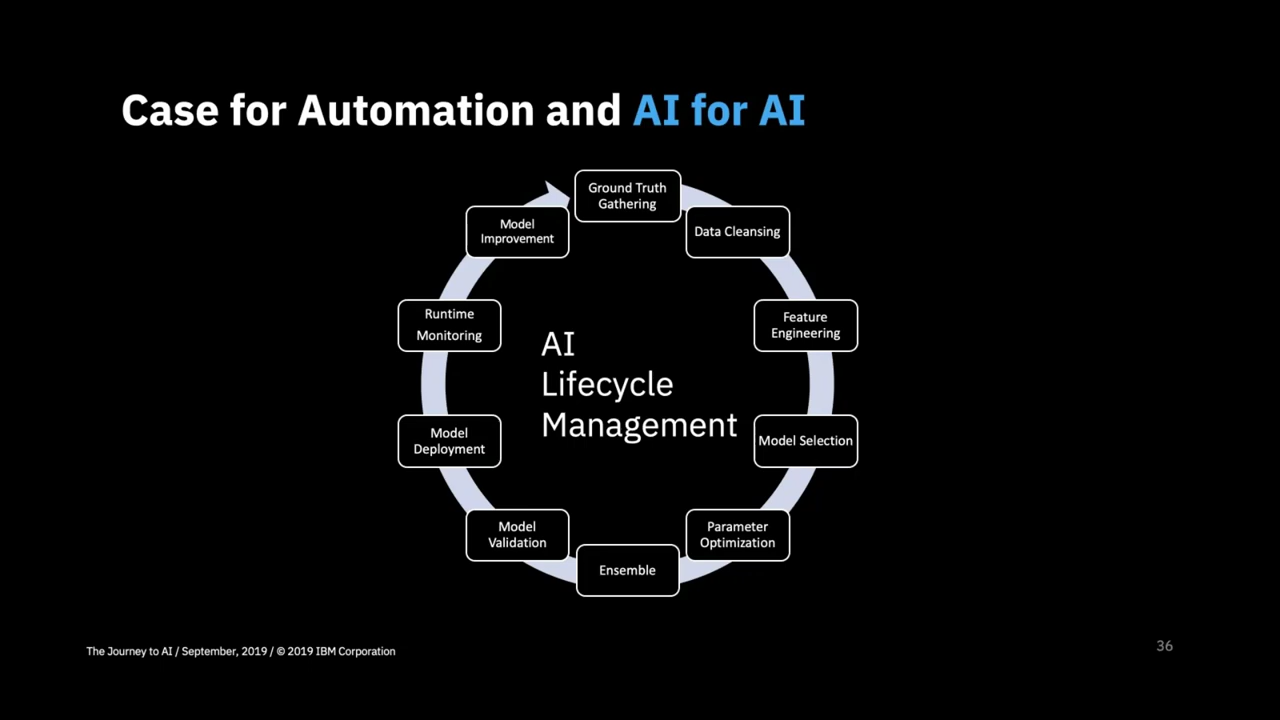 Case for Automation and AI for AI
Ground Truth
Gathering
Data Cleansing
Feature
Engineering
Model Selection
Parameter
Optimization
Ensemble
Model
Validation
Model
Deployment
Runtime
Monitoring
Model
Improvement
AI
Lifecycle
Management
The Journey to AI / September, 2019 / © 2019 IBM Corporation
36